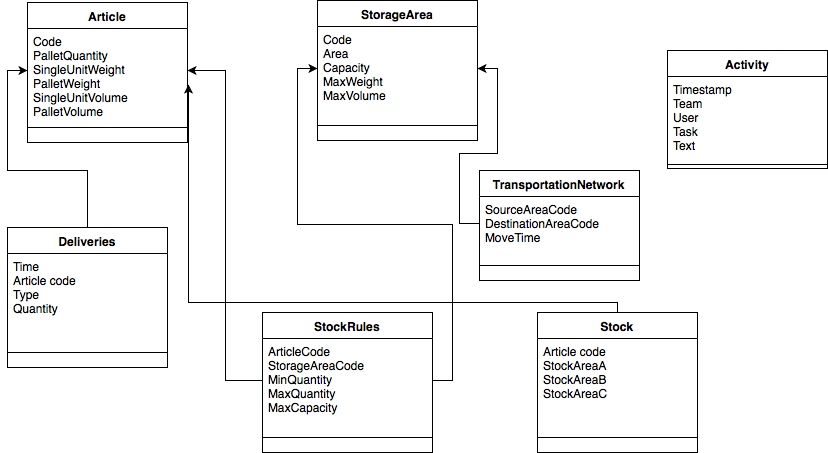 Article
Code
PalletQuantity
SingleUnitWeight
PalletWeight
SingleUnitVolume
PalletVolume
StorageArea
Code
Area
Capacity
MaxWeight
MaxVolume
Activity
Timestamp
Team
User
Task
Text
TransportationNetwork
SourceAreaCode
DestinationAreaCode
MoveTime
Deliveries
Time
Article code
Type
Quantity
StockRules
ArticleCode
StorageAreaCode
MinQuantity
MaxQuantity
MaxCapacity
Stock
Article code
StockAreaA
StockAreaB
StockAreaC